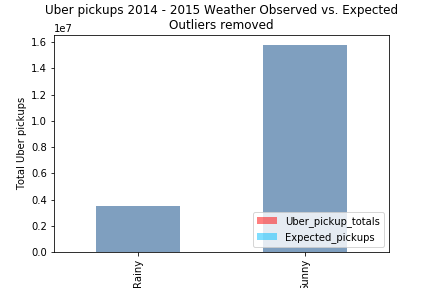 Uber pickups 2014 - 2015 Weather Observed vs. Expected
Outliers removed
1e7
1.6
1.4
1.2
1.0
0.8
0.6
0.4
0.2
0.0
Total Uber pickups
Uber_pickup_totals
Expected_pickups
Rainy
Sunny